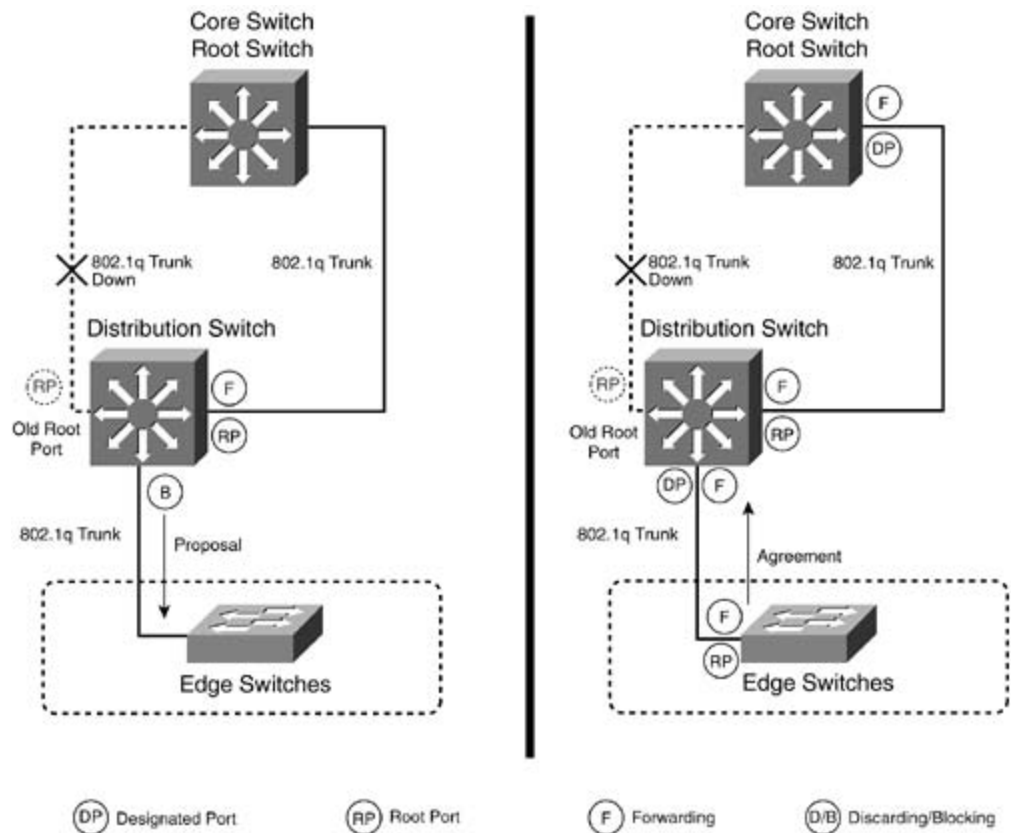 Core Switch
Root Switch
802.1q Trunk
Down
802.1q Trunk
Distribution Switch
RP
Old Root
Port
F
RP
B
802.1q Trunk
Proposal
Edge Switches
Core Switch
Root Switch
F
DP
802.1q Trunk
Down
802.1q Trunk
Distribution Switch
RP
Old Root
Port
F
RP
DP
F
802.1q Trunk
Agreement
F
RP
Edge Switches
DP Designated Port
RP Root Port
F Forwarding
D/B Discarding/Blocking